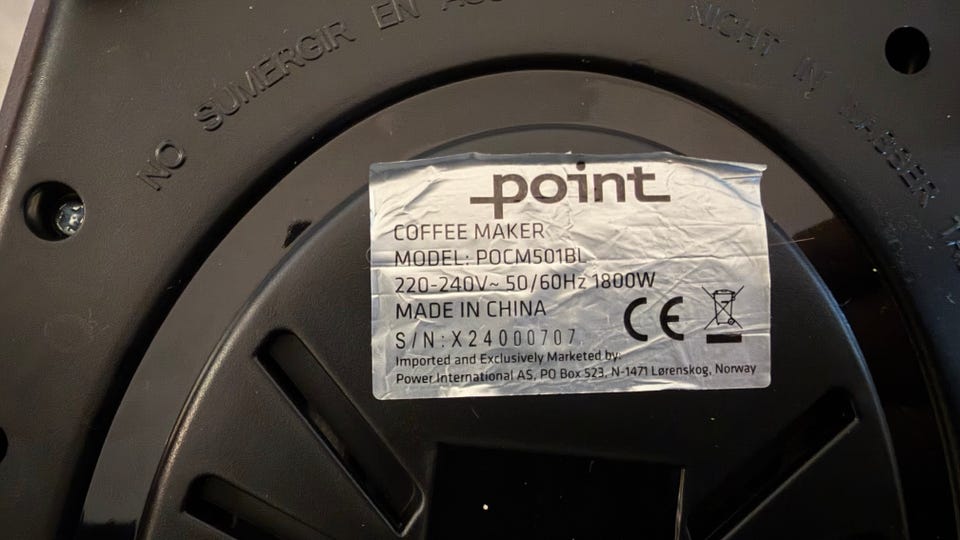 NO SUMERGIR EN
NICHT IN WASSER
point
COFFEE MAKER
MODEL: POCM501BL
220-240V~ 50/60Hz 1800W
MADE IN CHINA
S/N:X24000707
Imported and Exclusively Marketed by:
Power International AS, PO Box 523, N-1471 Lørenskog, Norway
CE